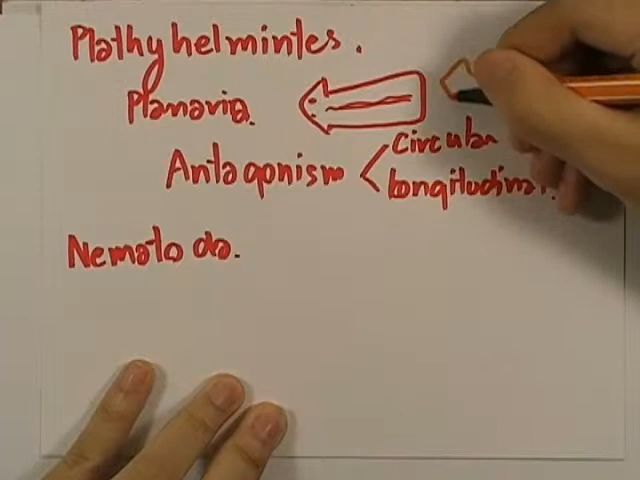 Plathyhelmintes.
Planaria.
Antagonism < Circular
Longitudinal.
Nematoda.